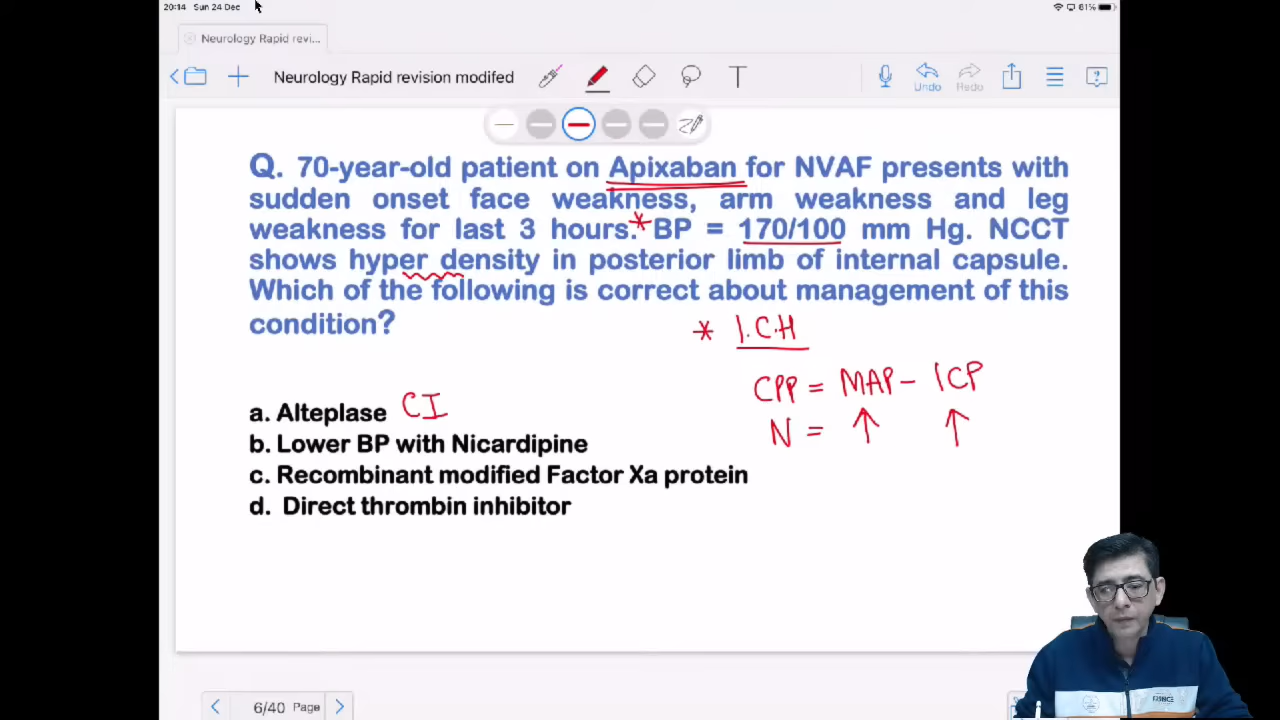 20:14 Sun 24 Dec
61%
Neurology Rapid revi...
Neurology Rapid revision modifed
T
Undo
Redo
Q. 70-year-old patient on Apixaban for NVAF presents with
sudden onset face weakness, arm weakness and leg
weakness for last 3 hours.* BP = 170/100 mm Hg. NCCT
shows hyper density in posterior limb of internal capsule.
Which of the following is correct about management of this
condition?
* I.C.H
CPP = MAP - ICP
N = ↑ ↑
a. Alteplase CI
b. Lower BP with Nicardipine
c. Recombinant modified Factor Xa protein
d. Direct thrombin inhibitor
6/40 Page